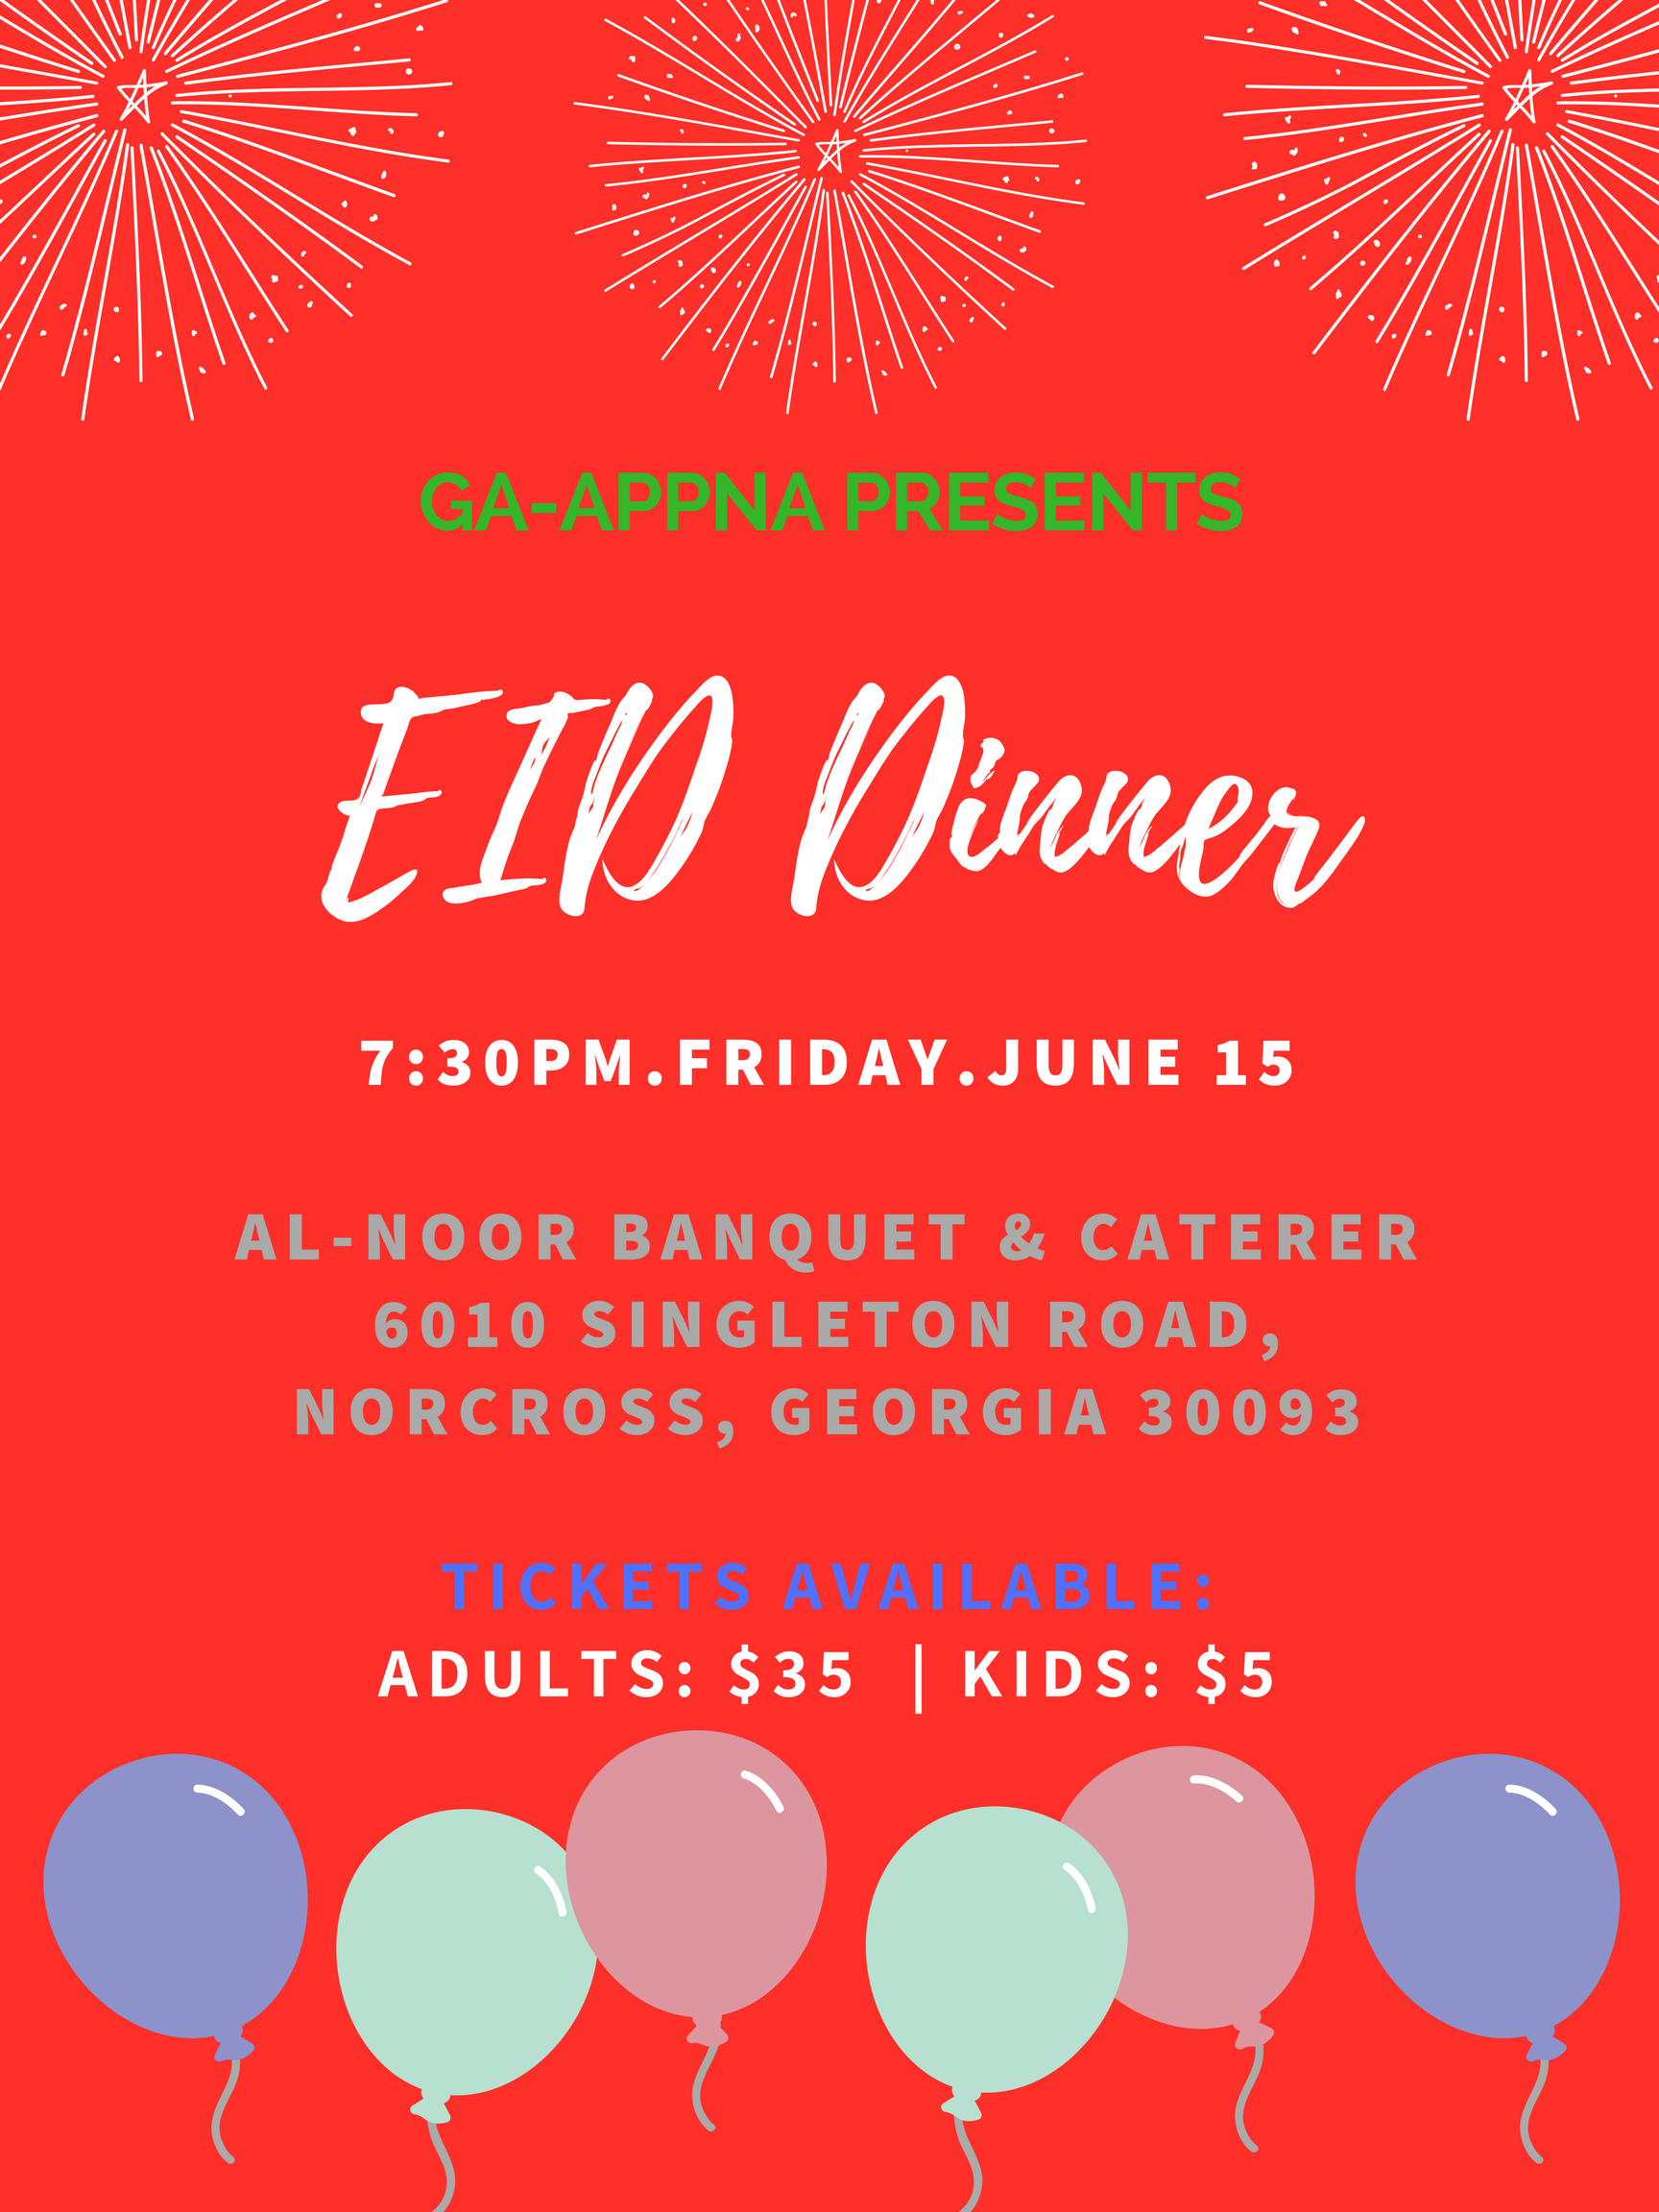 GA-APPNA PRESENTS
EID Dinner
7:30PM.FRIDAY.JUNE 15
AL-NOOR BANQUET & CATERER
6010 SINGLETON ROAD,
NORCROSS, GEORGIA 30093
TICKETS AVAILABLE:
ADULTS: $35 | KIDS: $5